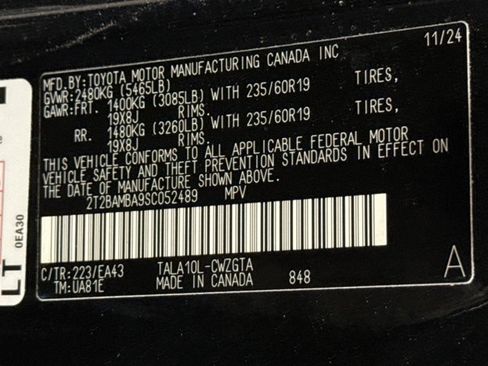 MFD.BY:TOYOTA MOTOR MANUFACTURING CANADA INC 11/24
GVWR:2480KG (5465LB)
GAWR:FRT. 1400KG (3085LB) WITH 235/60R19 TIRES,
19X8J RIMS.
RR. 1480KG (3260LB) WITH 235/60R19 TIRES,
19X8J RIMS.
THIS VEHICLE CONFORMS TO ALL APPLICABLE FEDERAL MOTOR
VEHICLE SAFETY AND THEFT PREVENTION STANDARDS IN EFFECT ON
THE DATE OF MANUFACTURE SHOWN ABOVE.
2T2BAMBA9SC052489 MPV
C/TR:223/EA43 TALA10L-CWZGTA A
TM:UA81E MADE IN CANADA 848
0EA30
LT